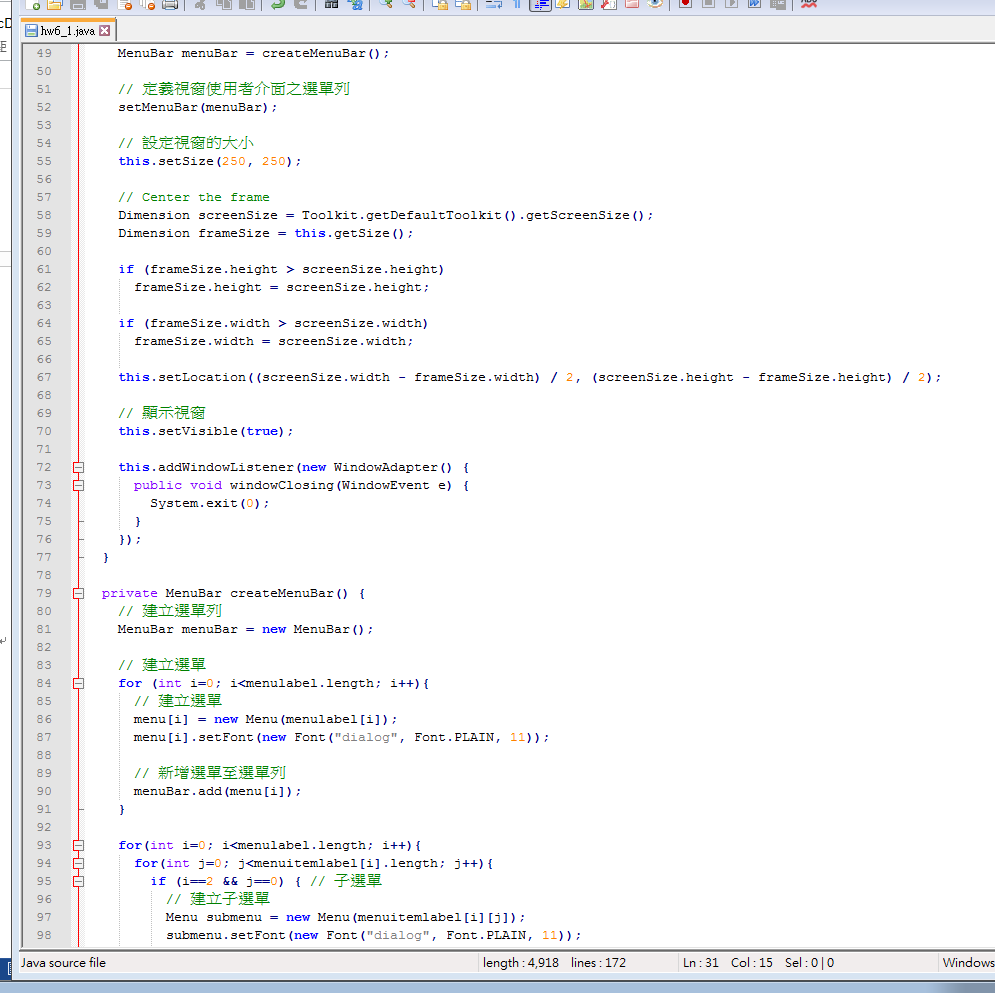 hw6_1.java
49 MenuBar menuBar = createMenuBar();
50
51 // 定義視窗使用者介面之選單列
52 setMenuBar(menuBar);
53
54 // 設定視窗的大小
55 this.setSize(250, 250);
56
57 // Center the frame
58 Dimension screenSize = Toolkit.getDefaultToolkit().getScreenSize();
59 Dimension frameSize = this.getSize();
60
61 if (frameSize.height > screenSize.height)
62 frameSize.height = screenSize.height;
63
64 if (frameSize.width > screenSize.width)
65 frameSize.width = screenSize.width;
66
67 this.setLocation((screenSize.width - frameSize.width) / 2, (screenSize.height - frameSize.height) / 2);
68
69 // 顯示視窗
70 this.setVisible(true);
71
72 this.addWindowListener(new WindowAdapter() {
73 public void windowClosing(WindowEvent e) {
74 System.exit(0);
75 }
76 });
77 }
78
79 private MenuBar createMenuBar() {
80 // 建立選單列
81 MenuBar menuBar = new MenuBar();
82
83 // 建立選單
84 for (int i=0; i<menulabel.length; i++){
85 // 建立選單
86 menu[i] = new Menu(menulabel[i]);
87 menu[i].setFont(new Font("dialog", Font.PLAIN, 11));
88
89 // 新增選單至選單列
90 menuBar.add(menu[i]);
91 }
92
93 for(int i=0; i<menulabel.length; i++){
94 for(int j=0; j<menuitemlabel[i].length; j++){
95 if (i==2 && j==0) { // 子選單
96 // 建立子選單
97 Menu submenu = new Menu(menuitemlabel[i][j]);
98 submenu.setFont(new Font("dialog", Font.PLAIN, 11));
Java source file length : 4,918 lines : 172 Ln : 31 Col : 15 Sel : 0 | 0 Windows